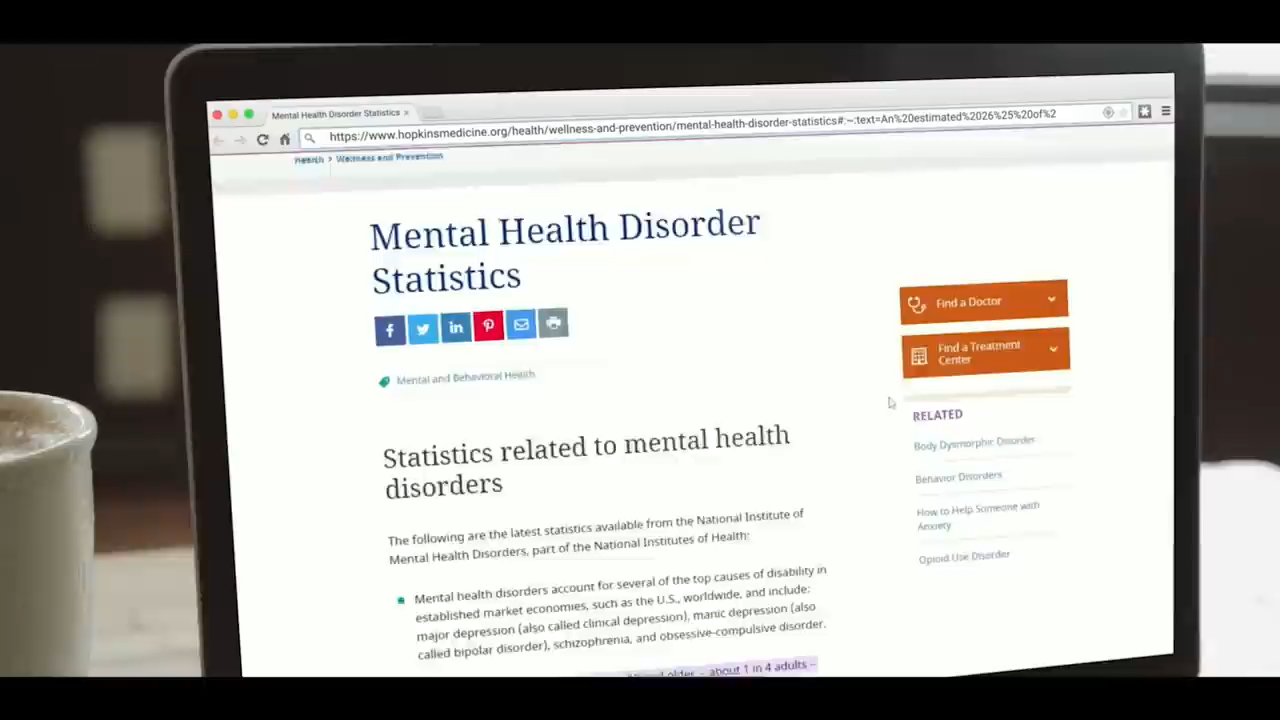 Mental Health Disorder Statistics ×
https://www.hopkinsmedicine.org/health/wellness-and-prevention/mental-health-disorder-statistics#:~:text=An%20estimated%2026%25%20of%2
Health > Wellness and Prevention
Mental Health Disorder
Statistics
Mental and Behavioral Health
Statistics related to mental health
disorders
The following are the latest statistics available from the National Institute of
Mental Health Disorders, part of the National Institutes of Health:
Mental health disorders account for several of the top causes of disability in
established market economies, such as the U.S., worldwide, and include:
major depression (also called clinical depression), manic depression (also
called bipolar disorder), schizophrenia, and obsessive-compulsive disorder.
older – about 1 in 4 adults –
Find a Doctor
Find a Treatment
Center
RELATED
Body Dysmorphic Disorder
Behavior Disorders
How to Help Someone with
Anxiety
Opioid Use Disorder